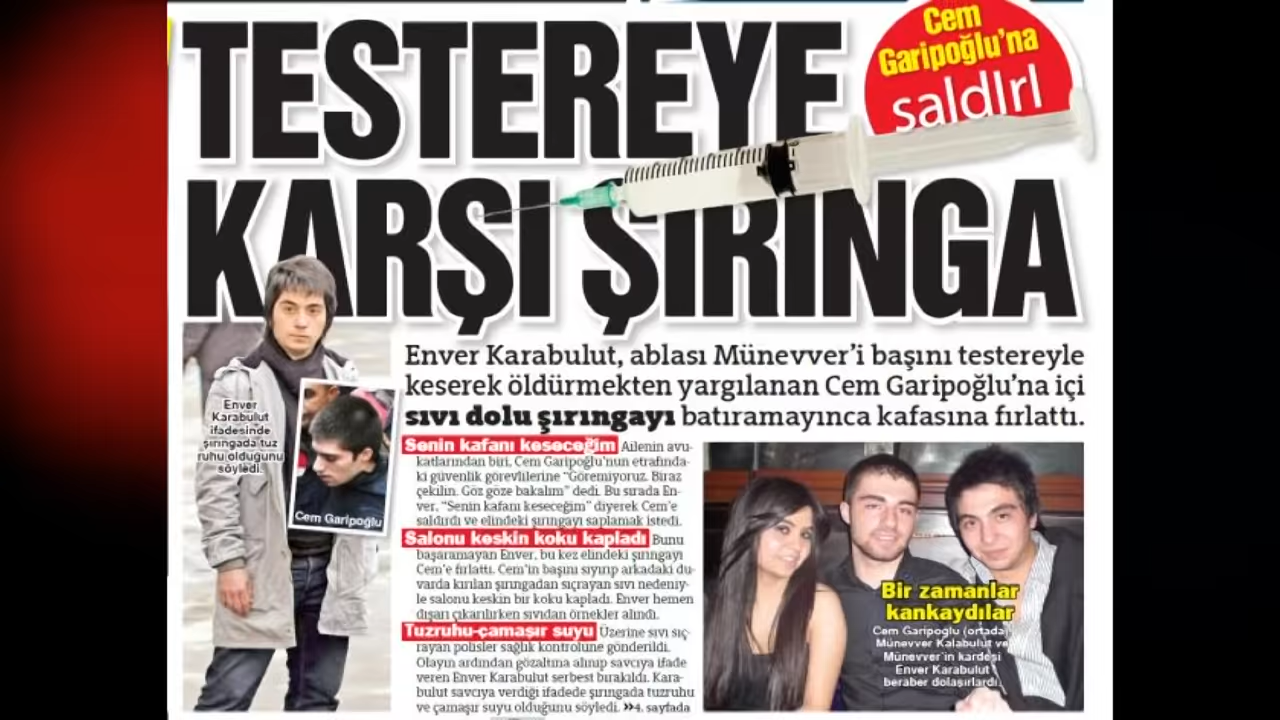 TESTEREYE
KARŞI ŞIRINGA
Cem
Garipoğlu'na
saldIrI
Enver Karabulut, ablası Münevver'i başını testereyle
keserek öldürmekten yargılanan Cem Garipoğlu'na içi
sıvı dolu şırıngayı batıramayınca kafasına fırlattı.
Enver
Karabulut
ifadesinde
şırıngada tuz
ruhu olduğunu
söyledi.
Cem Garipoğlu
Senin kafanı keseceğim Ailenin avu-
katlarından biri, Cem Garipoğlu'nun etrafında-
ki güvenlik görevlilerine "Göremiyoruz. Biraz
çekilin. Göz göze bakalım" dedi. Bu sırada En-
ver, "Senin kafanı keseceğim" diyerek Cem'e
saldırdı ve elindeki şırıngayı saplamak istedi.
Salonu keskin koku kapladı Bunu
başaramayan Enver, bu kez elindeki şırıngayı
Cem'e fırlattı. Cem'in başını sıyırıp arkadaki du-
varda kırılan şırıngadan sıçrayan sıvı nedeniy-
le salonu keskin bir koku kapladı. Enver hemen
dışarı çıkarılırken sıvıdan örnekler alındı.
Tuzruhu-çamaşır suyu Üzerine sıvı sıç-
rayan polisler sağlık kontrolüne gönderildi.
Olayın ardından gözaltına alınıp savcıya ifade
veren Enver Karabulut serbest bırakıldı. Kara-
bulut savcıya verdiği ifadede şırıngada tuzruhu
ve çamaşır suyu olduğunu söyledi. »4. sayfada
Bir zamanlar
kankaydılar
Cem Garipoğlu (ortada)
Münevver Kalabulut ve
Münevver'in kardeşi
Enver Karabulut
beraber dolaşırlardı.